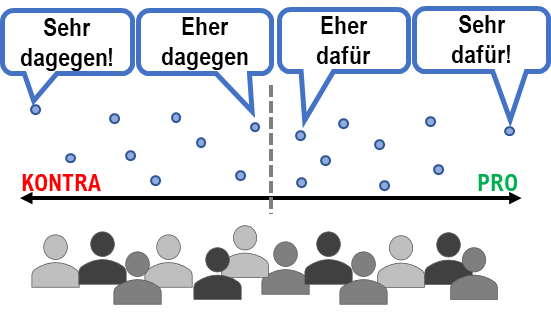 Sehr
dagegen!
Eher
dagegen
Eher
dafür
Sehr
dafür!
KONTRA
PRO